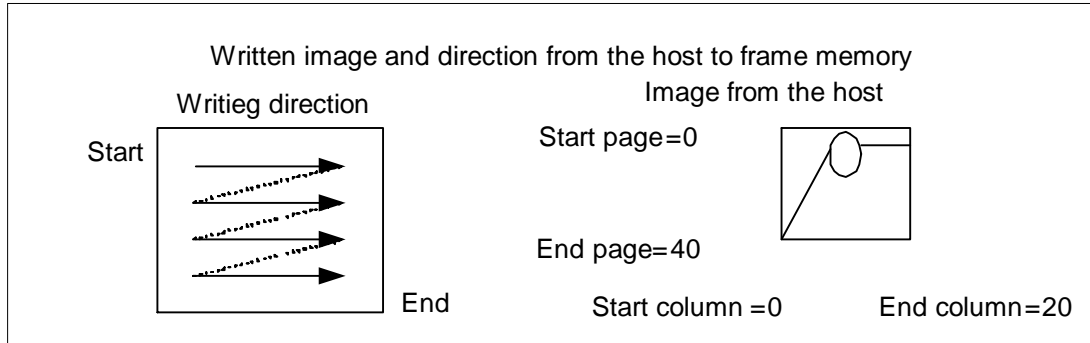 Written image and direction from the host to frame memory
Writieg direction
Image from the host
Start
Start page=0
End page=40
End
Start column =0
End column=20